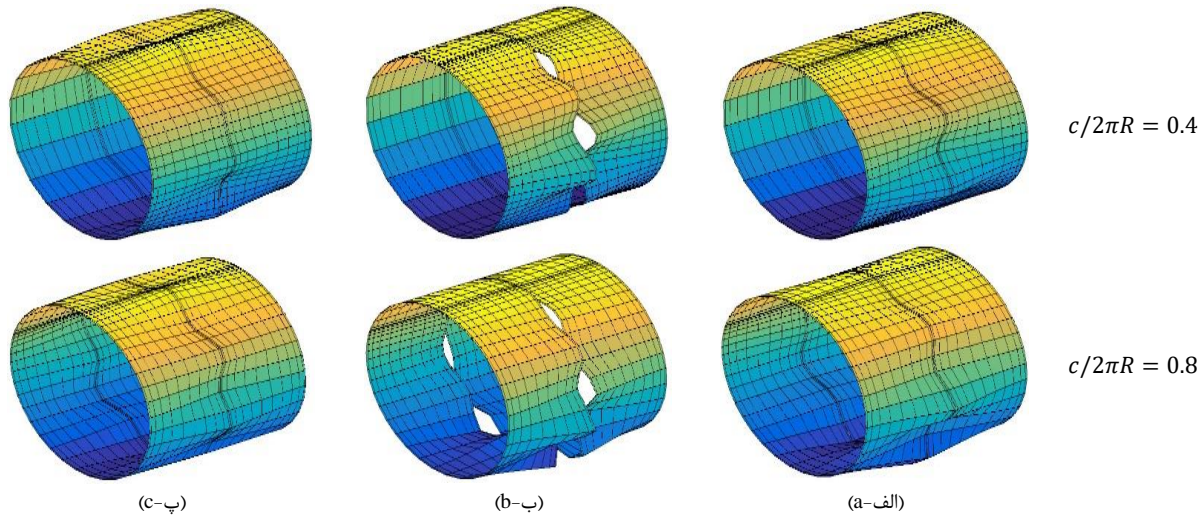 c/2πR = 0.4
c/2πR = 0.8
(الف-a)
(ب-b)
(پ-c)